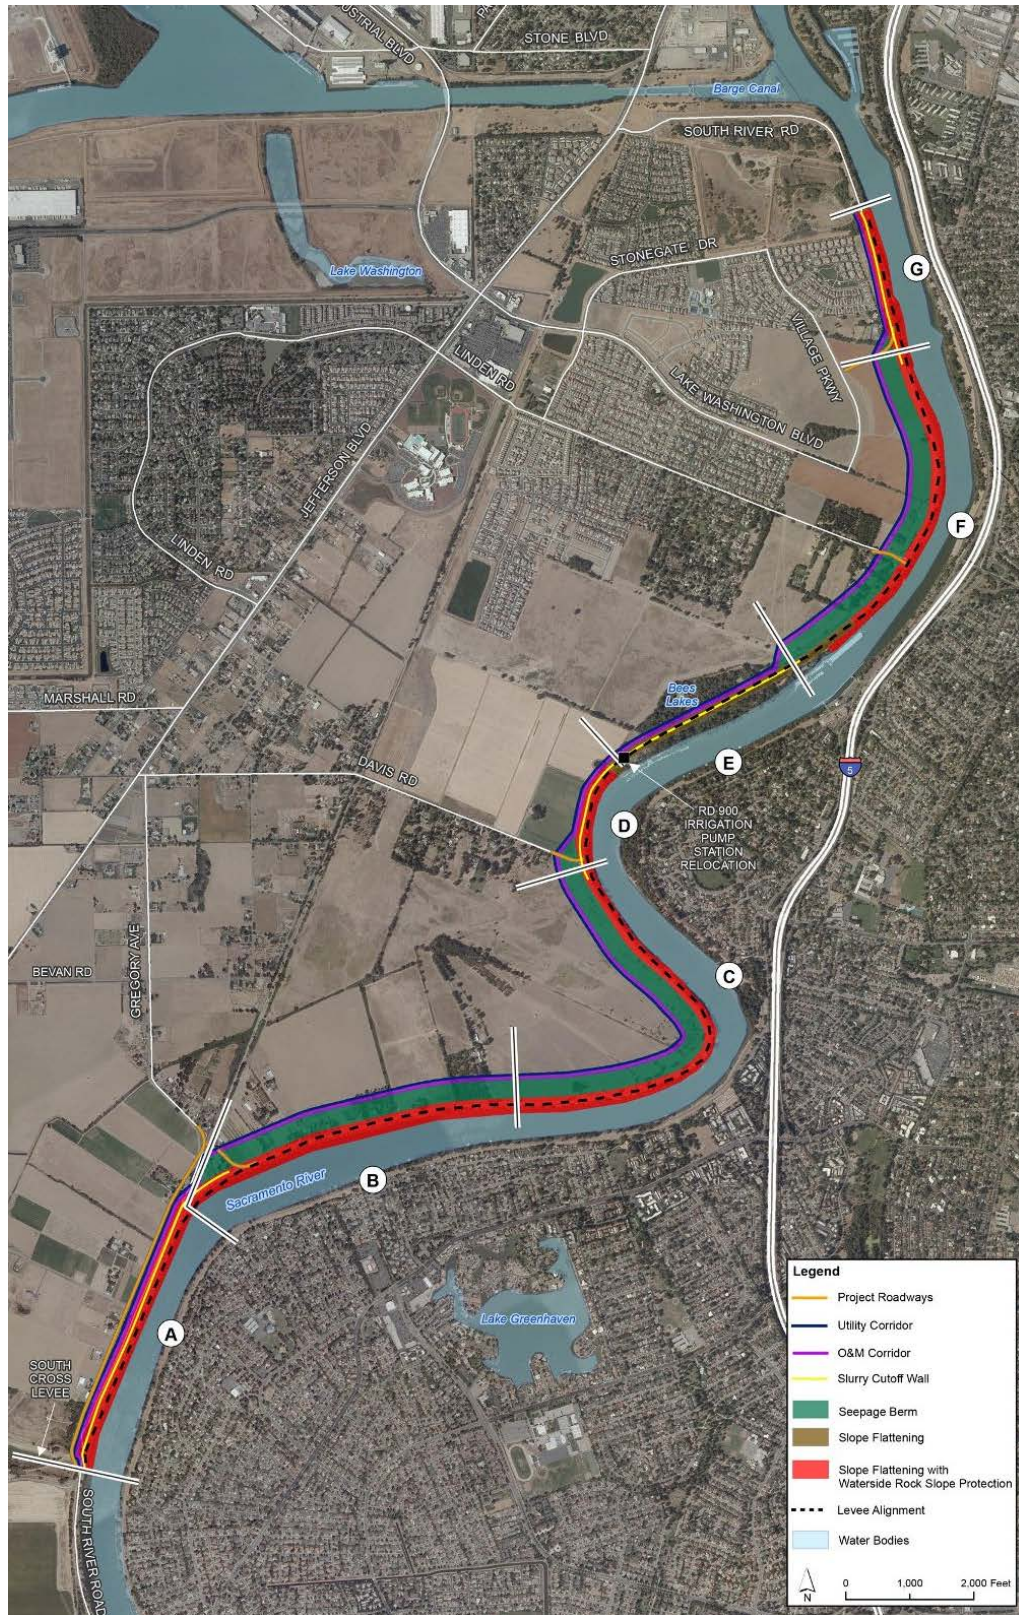 INDUSTRIAL BLVD
STONE BLVD
Barge Canal
SOUTH RIVER RD
Lake Washington
STONEGATE DR
G
VILLAGE PKWY
LINDEN RD
LAKE WASHINGTON BLVD
JEFFERSON BLVD
F
LINDEN RD
MARSHALL RD
Bees
Lakes
E
5
DAVIS RD
RD 900
IRRIGATION
PUMP
STATION
RELOCATION
D
GREGORY AVE
BEVAN RD
C
B
Sacramento River
A
Lake Greenhaven
SOUTH
CROSS
LEVEE
SOUTH RIVER ROAD
Legend
Project Roadways
Utility Corridor
O&M Corridor
Slurry Cutoff Wall
Seepage Berm
Slope Flattening
Slope Flattening with
Waterside Rock Slope Protection
Levee Alignment
Water Bodies
N
0 1,000 2,000 Feet